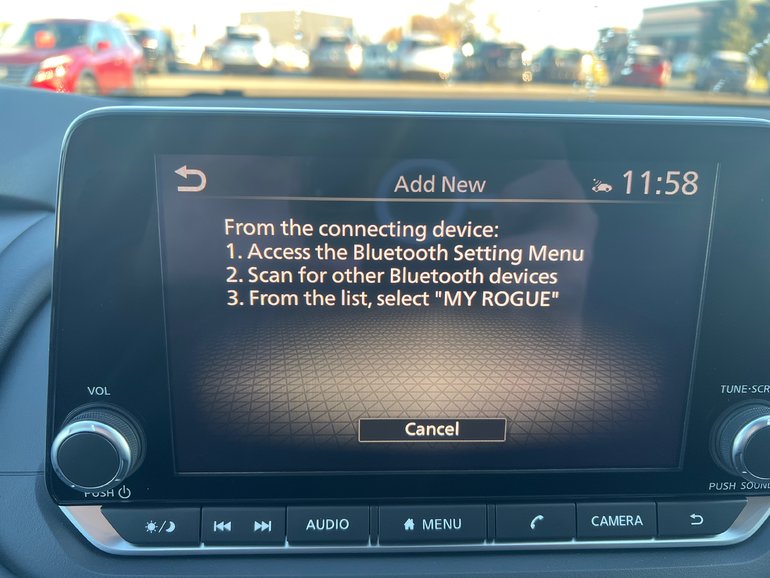 Add New
11:58
From the connecting device:
1. Access the Bluetooth Setting Menu
2. Scan for other Bluetooth devices
3. From the list, select "MY ROGUE"
Cancel
VOL
PUSH
TUNE·SCR
PUSH SOUN
AUDIO
MENU
CAMERA